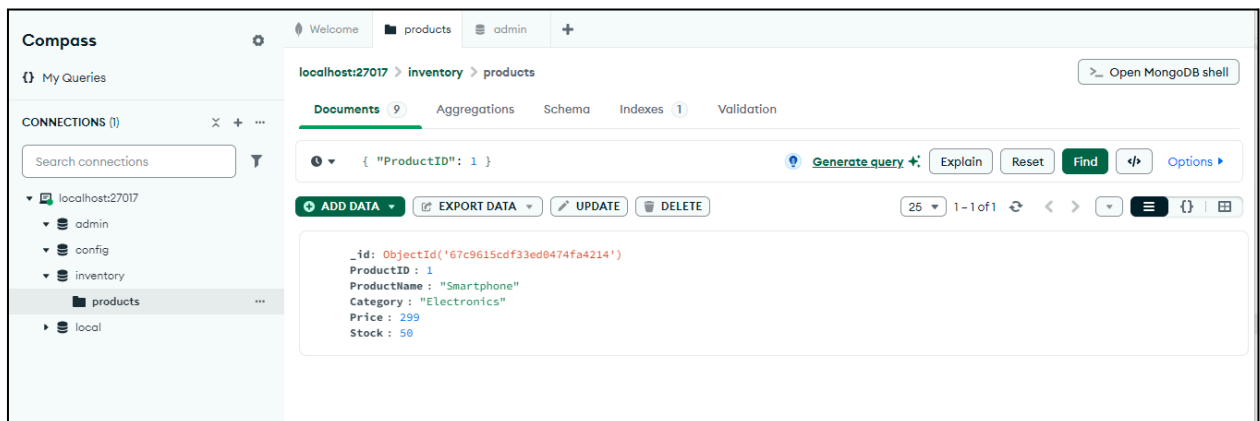 Compass
{} My Queries
CONNECTIONS (1)
Search connections
localhost:27017
admin
config
inventory
products
local
Welcome
products
admin
localhost:27017 > inventory > products
>_ Open MongoDB shell
Documents 9 Aggregations Schema Indexes 1 Validation
{ "ProductID": 1 }
Generate query Explain Reset Find </> Options
ADD DATA EXPORT DATA UPDATE DELETE
25 1-1 of 1 {}
_id: ObjectId('67c9615cdf33ed0474fa4214')
ProductID : 1
ProductName : "Smartphone"
Category : "Electronics"
Price : 299
Stock : 50